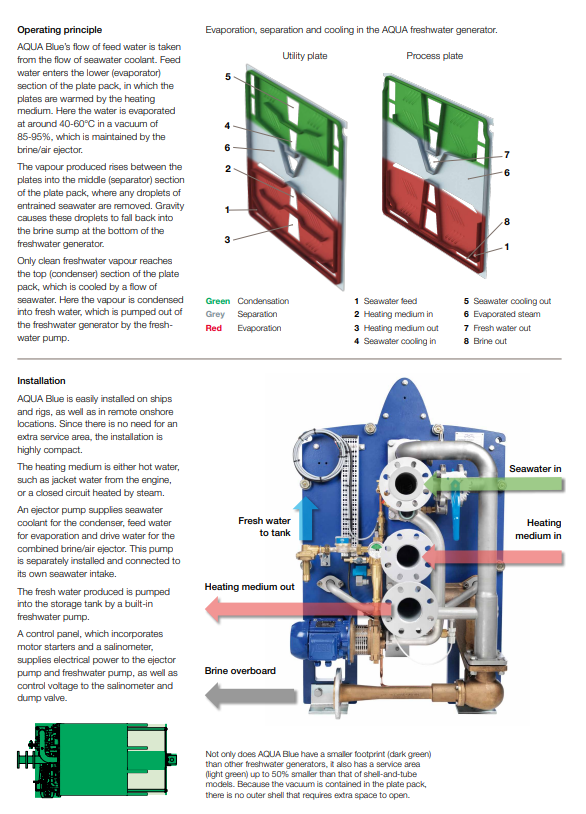 Operating principle
AQUA Blue's flow of feed water is taken
from the flow of seawater coolant. Feed
water enters the lower (evaporator)
section of the plate pack, in which the
plates are warmed by the heating
medium. Here the water is evaporated
at around 40-60°C in a vacuum of
85-95%, which is maintained by the
brine/air ejector.
The vapour produced rises between the
plates into the middle (separator) section
of the plate pack, where any droplets of
entrained seawater are removed. Gravity
causes these droplets to fall back into
the brine sump at the bottom of the
freshwater generator.
Only clean freshwater vapour reaches
the top (condenser) section of the plate
pack, which is cooled by a flow of
seawater. Here the vapour is condensed
into fresh water, which is pumped out of
the freshwater generator by the fresh-
water pump.
Evaporation, separation and cooling in the AQUA freshwater generator.
Utility plate
Process plate
5
4
6
2
1
3
7
6
8
1
Green Condensation
Grey Separation
Red Evaporation
1 Seawater feed
2 Heating medium in
3 Heating medium out
4 Seawater cooling in
5 Seawater cooling out
6 Evaporated steam
7 Fresh water out
8 Brine out
Installation
AQUA Blue is easily installed on ships
and rigs, as well as in remote onshore
locations. Since there is no need for an
extra service area, the installation is
highly compact.
The heating medium is either hot water,
such as jacket water from the engine,
or a closed circuit heated by steam.
An ejector pump supplies seawater
coolant for the condenser, feed water
for evaporation and drive water for the
combined brine/air ejector. This pump
is separately installed and connected to
its own seawater intake.
The fresh water produced is pumped
into the storage tank by a built-in
freshwater pump.
A control panel, which incorporates
motor starters and a salinometer,
supplies electrical power to the ejector
pump and freshwater pump, as well as
control voltage to the salinometer and
dump valve.
Seawater in
Fresh water
to tank
Heating
medium in
Heating medium out
Brine overboard
Not only does AQUA Blue have a smaller footprint (dark green)
than other freshwater generators, it also has a service area
(light green) up to 50% smaller than that of shell-and-tube
models. Because the vacuum is contained in the plate pack,
there is no outer shell that requires extra space to open.